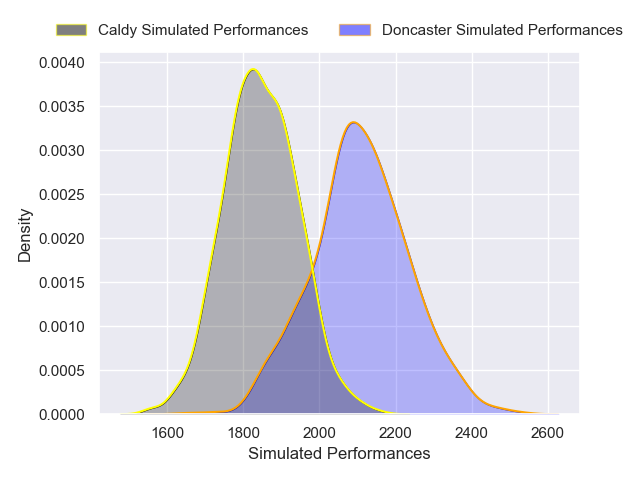 Caldy Simulated Performances Doncaster Simulated Performances
0.0040
0.0035
0.0030
0.0025
0.0020
0.0015
0.0010
0.0005
0.0000
Density
1600 1800 2000 2200 2400 2600
Simulated Performances